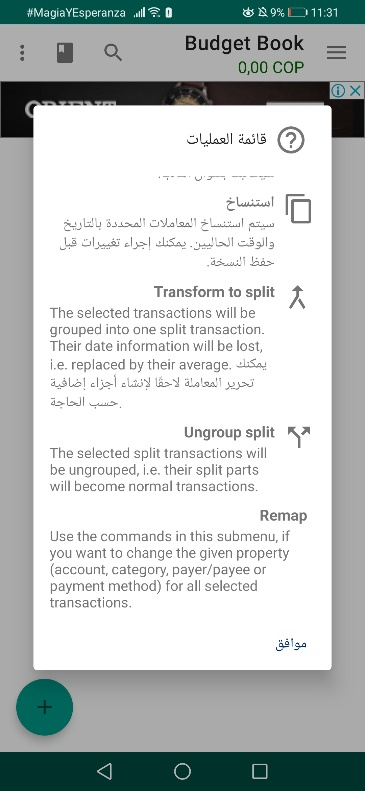 #MagiaYEsperanza
9%
11:31
Budget Book
0,00 COP
ORIENT
قائمة العمليات
استنساخ
سيتم استنساخ المعاملات المحددة بالتاريخ
والوقت الحاليين. يمكنك إجراء تغييرات قبل
حفظ النسخة.
Transform to split
The selected transactions will be
grouped into one split transaction.
Their date information will be lost,
i.e. replaced by their average. يمكنك
تحرير المعاملة لاحقًا لإنشاء أجزاء إضافية
حسب الحاجة.
Ungroup split
The selected split transactions will
be ungrouped, i.e. their split parts
will become normal transactions.
Remap
Use the commands in this submenu, if
you want to change the given property
(account, category, payer/payee or
payment method) for all selected
transactions.
موافق